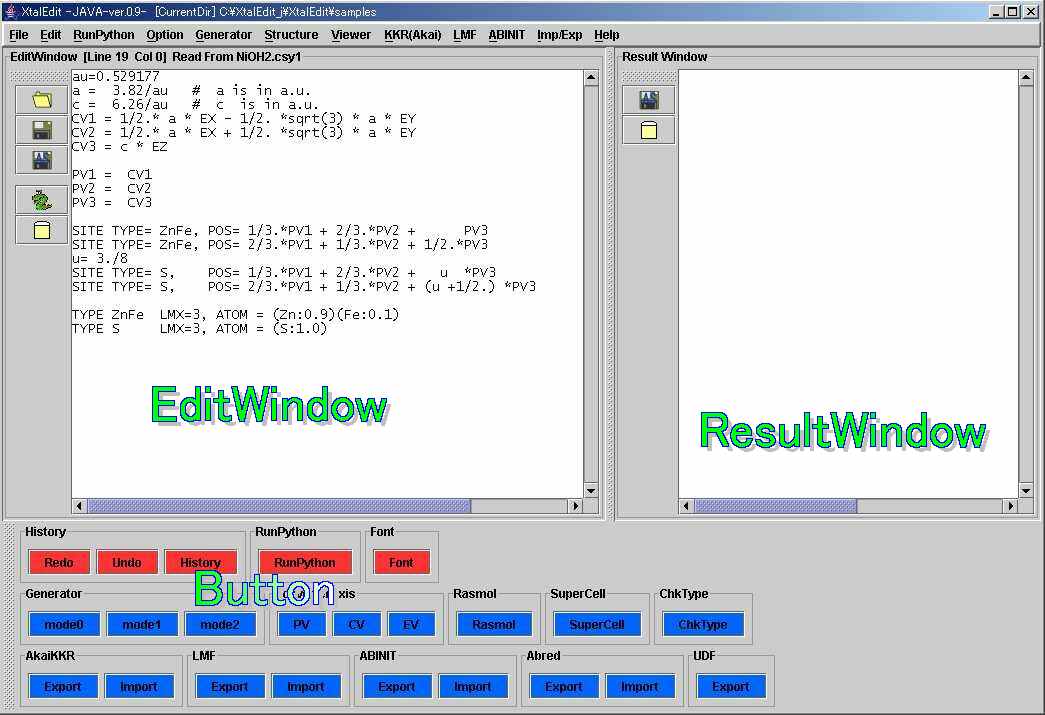 XtalEdit -JAVA-ver.0.9- [CurrentDir] C:¥XtalEdit_j¥XtalEdit¥samples
File Edit RunPython Option Generator Structure Viewer KKR(Akai) LMF ABINIT Imp/Exp Help
EditWindow [Line 19 Col 0] Read From NiOH2.csy1
au=0.529177
a =  3.82/au   #  a is in a.u.
c =  6.26/au   #  c  is in a.u.
CV1 = 1/2.* a * EX - 1/2. *sqrt(3) * a * EY
CV2 = 1/2.* a * EX + 1/2. *sqrt(3) * a * EY
CV3 = c * EZ
PV1 =  CV1
PV2 =  CV2
PV3 =  CV3
SITE TYPE= ZnFe, POS= 1/3.*PV1 + 2/3.*PV2 +      PV3
SITE TYPE= ZnFe, POS= 2/3.*PV1 + 1/3.*PV2 + 1/2.*PV3
u= 3./8
SITE TYPE= S,    POS= 1/3.*PV1 + 2/3.*PV2 +   u  *PV3
SITE TYPE= S,    POS= 2/3.*PV1 + 1/3.*PV2 + (u +1/2.) *PV3
TYPE ZnFe  LMX=3, ATOM = (Zn:0.9)(Fe:0.1)
TYPE S     LMX=3, ATOM = (S:1.0)
EditWindow
Result Window
ResultWindow
History RunPython Font
Redo Undo History RunPython Font
Button
Generator Rasmol SuperCell ChkType
mode0 mode1 mode2 PV CV EV Rasmol SuperCell ChkType
AkaiKKR LMF ABINIT Abred UDF
Export Import Export Import Export Import Export Import Export